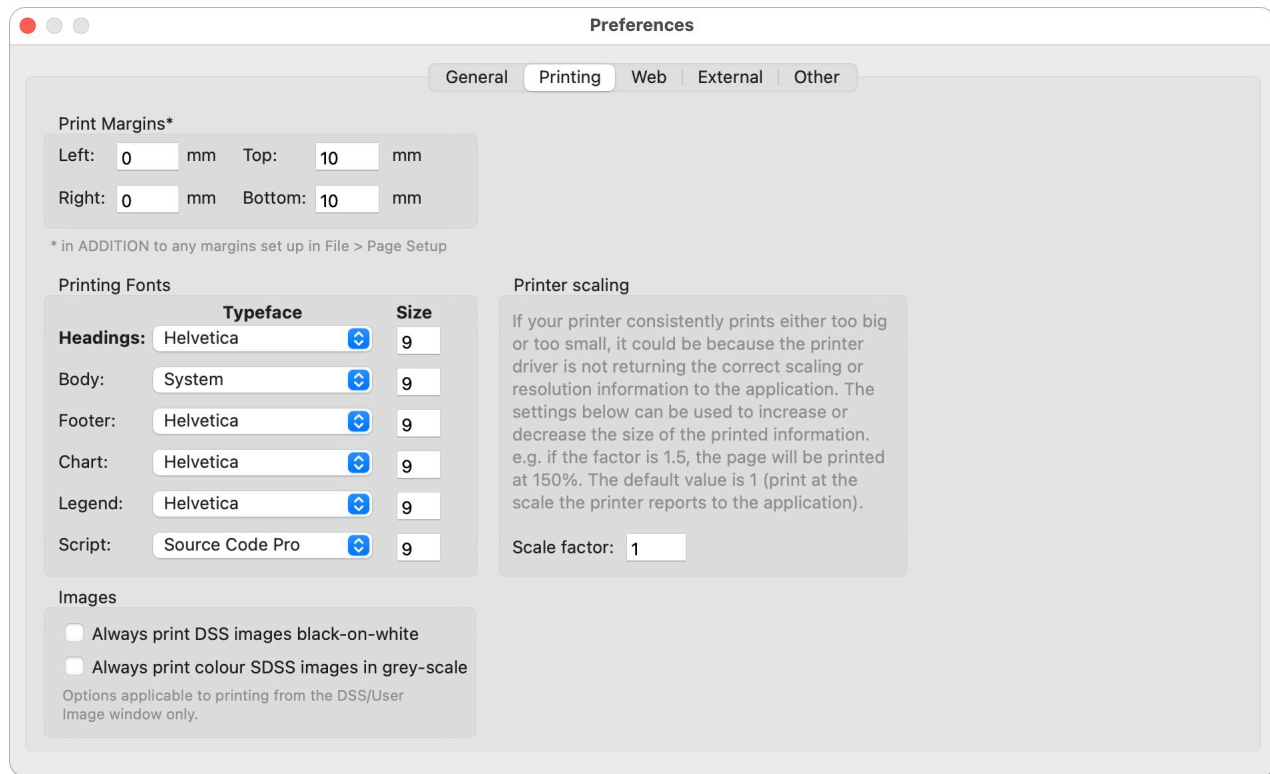 Preferences
General Printing Web External Other
Print Margins*
Left: 0 mm Top: 10 mm
Right: 0 mm Bottom: 10 mm
* in ADDITION to any margins set up in File > Page Setup
Printing Fonts
Typeface Size
Headings: Helvetica 9
Body: System 9
Footer: Helvetica 9
Chart: Helvetica 9
Legend: Helvetica 9
Script: Source Code Pro 9
Printer scaling
If your printer consistently prints either too big
or too small, it could be because the printer
driver is not returning the correct scaling or
resolution information to the application. The
settings below can be used to increase or
decrease the size of the printed information.
e.g. if the factor is 1.5, the page will be printed
at 150%. The default value is 1 (print at the
scale the printer reports to the application).
Scale factor: 1
Images
Always print DSS images black-on-white
Always print colour SDSS images in grey-scale
Options applicable to printing from the DSS/User
Image window only.